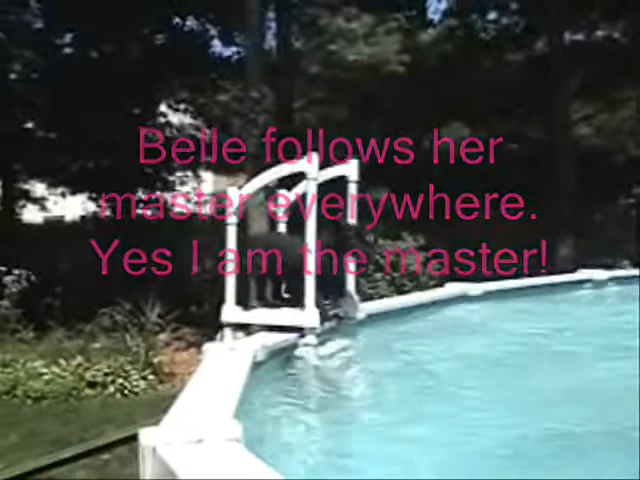 Belle follows her
master everywhere.
Yes I am the master!